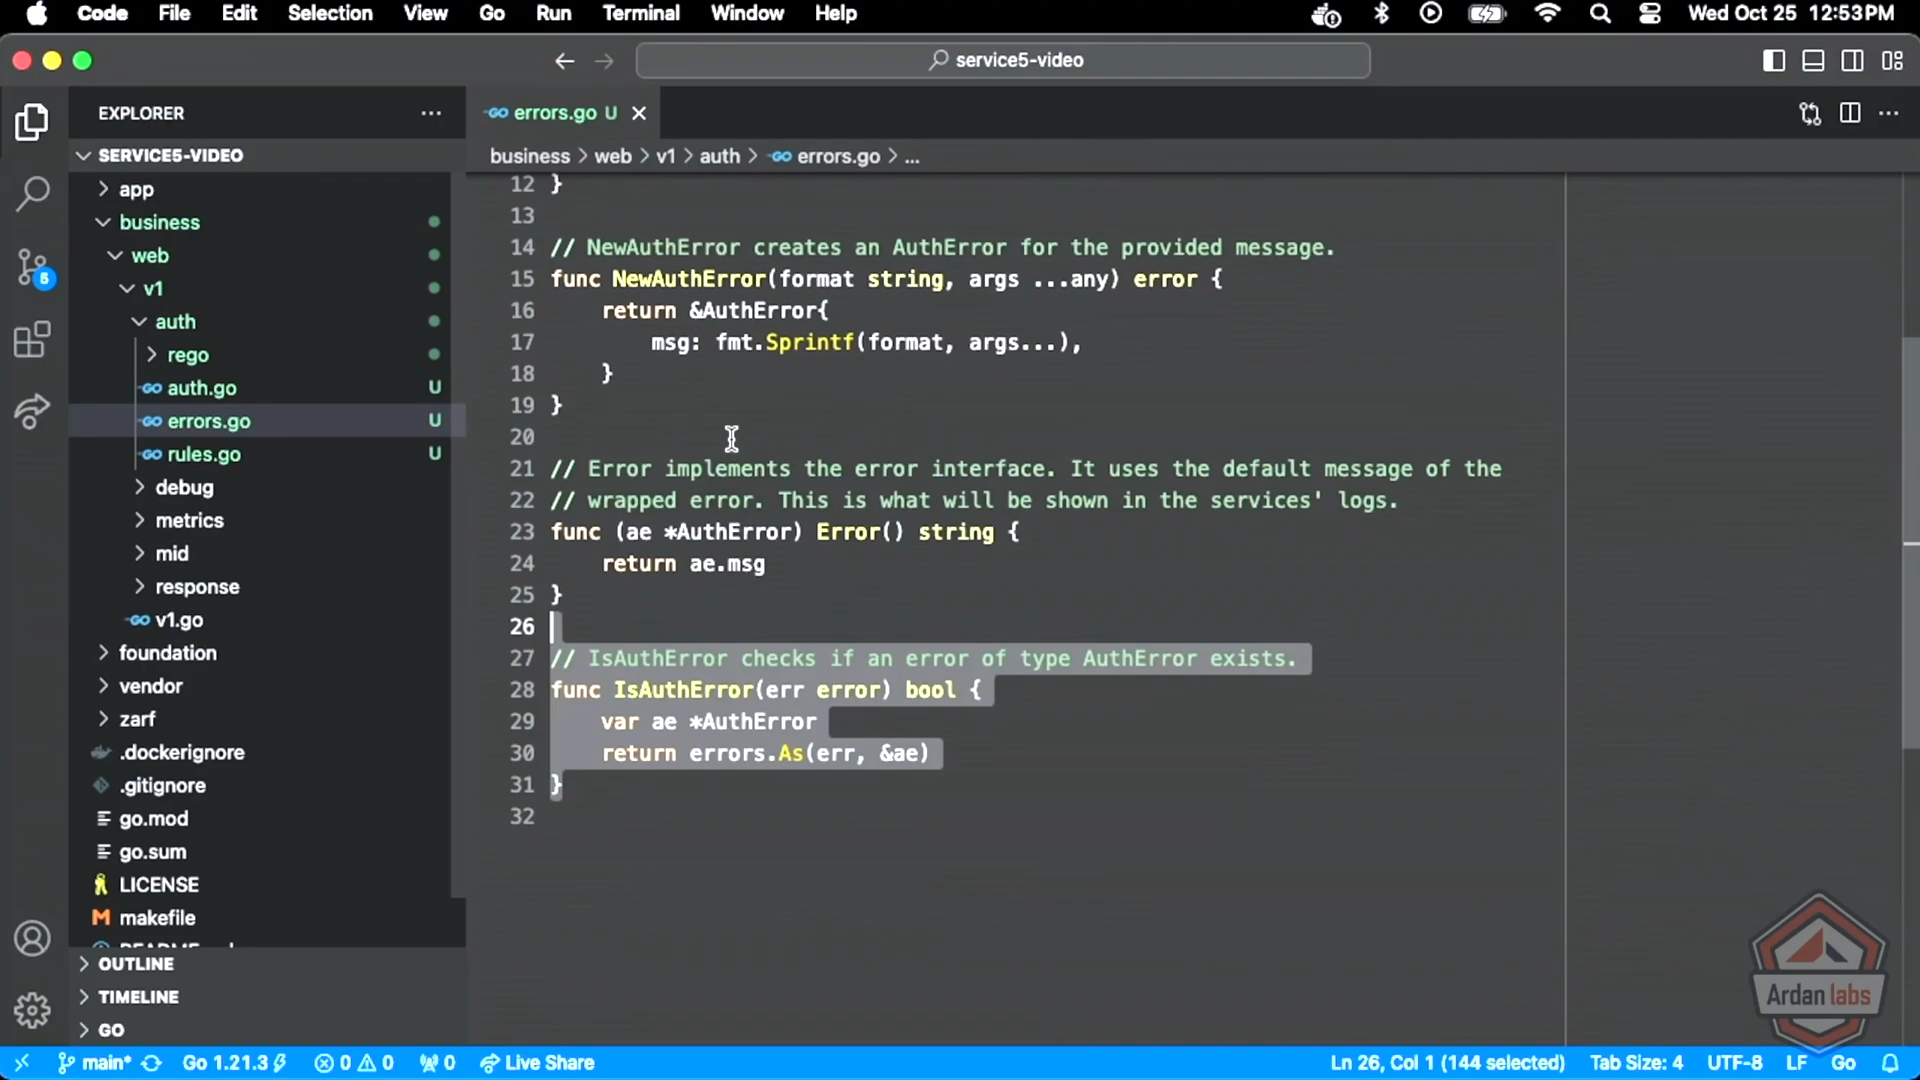 Code File Edit Selection View Go Run Terminal Window Help Wed Oct 25 12:53 PM
service5-video
EXPLORER ...
errors.go U
SERVICE5-VIDEO
business > web > v1 > auth > errors.go > ...
app
business
web
v1
auth
rego
auth.go U
errors.go U
rules.go U
debug
metrics
mid
response
v1.go
foundation
vendor
zarf
.dockerignore
.gitignore
go.mod
go.sum
LICENSE
makefile
OUTLINE
TIMELINE
GO
5
12 }
13
14 // NewAuthError creates an AuthError for the provided message.
15 func NewAuthError(format string, args ...any) error {
16 return &AuthError{
17 msg: fmt.Sprintf(format, args...),
18 }
19 }
20
21 // Error implements the error interface. It uses the default message of the
22 // wrapped error. This is what will be shown in the services' logs.
23 func (ae *AuthError) Error() string {
24 return ae.msg
25 }
26
27 // IsAuthError checks if an error of type AuthError exists.
28 func IsAuthError(err error) bool {
29 var ae *AuthError
30 return errors.As(err, &ae)
31 }
32
Ardan labs
main* Go 1.21.3 0 0 0 Live Share Ln 26, Col 1 (144 selected) Tab Size: 4 UTF-8 LF Go